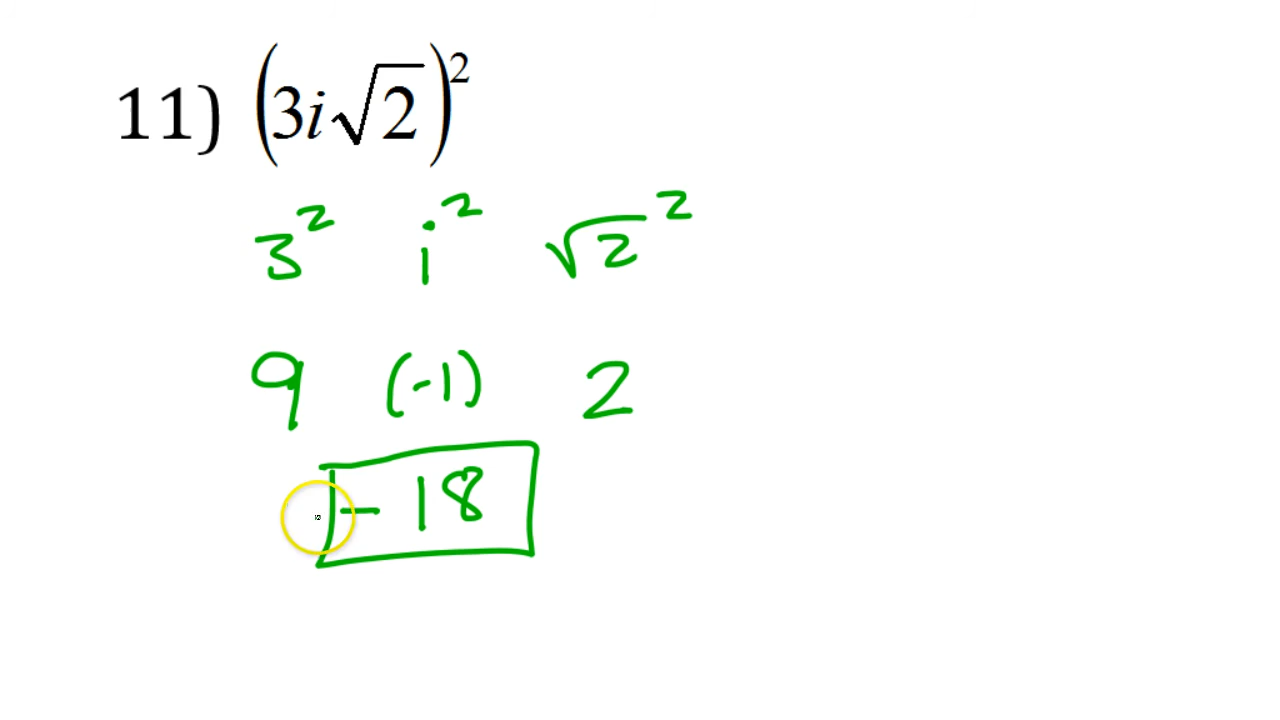 11) (3i√2)²
3² i² √2²
9 (-1) 2
- 18